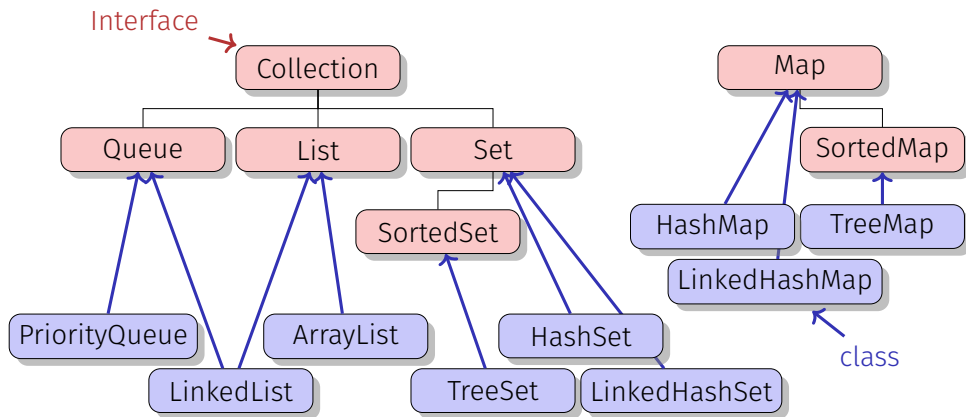 Interface
Collection
Map
Queue
List
Set
SortedMap
SortedSet
HashMap
TreeMap
LinkedHashMap
PriorityQueue
ArrayList
HashSet
class
LinkedList
TreeSet
LinkedHashSet